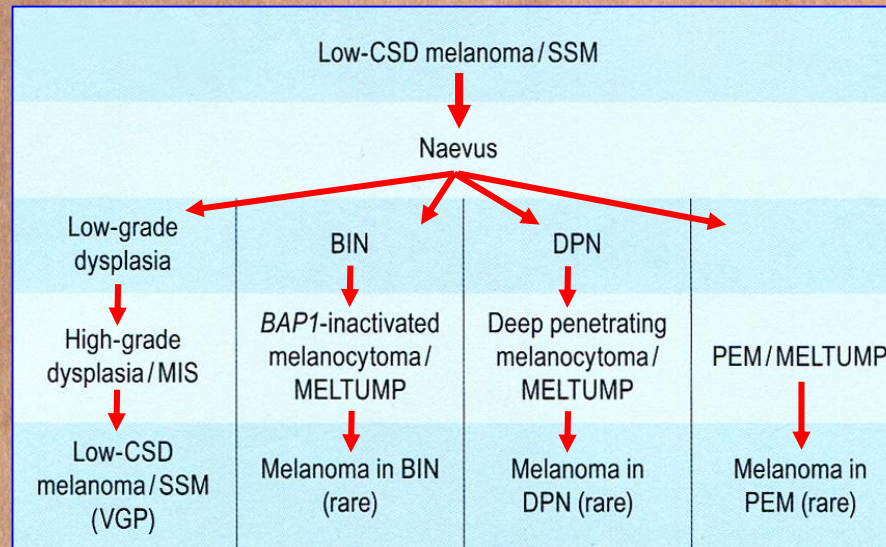 Low-CSD melanoma/SSM
Naevus
Low-grade
dysplasia
BIN
DPN
High-grade
dysplasia/MIS
BAP1-inactivated
melanocytoma/
MELTUMP
Deep penetrating
melanocytoma/
MELTUMP
PEM/MELTUMP
Low-CSD
melanoma/SSM
(VGP)
Melanoma in BIN
(rare)
Melanoma in
DPN (rare)
Melanoma in
PEM (rare)